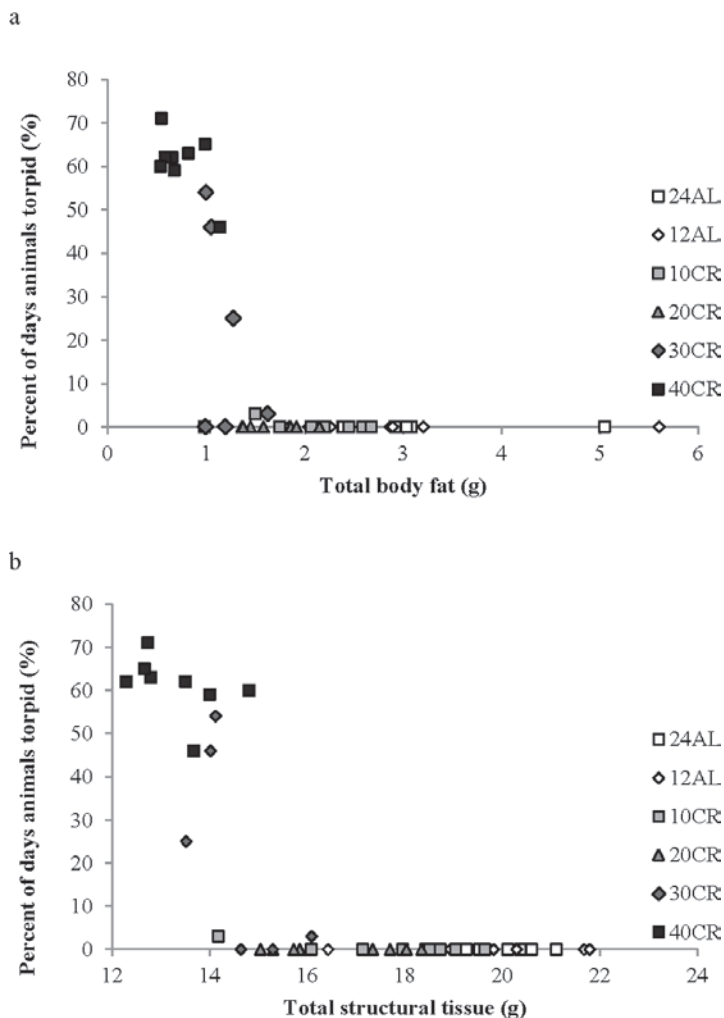 a
Percent of days animals torpid (%)
80
70
60
50
40
30
20
10
0
0 1 2 3 4 5 6
Total body fat (g)
24AL
12AL
10CR
20CR
30CR
40CR
b
Percent of days animals torpid (%)
80
70
60
50
40
30
20
10
0
12 14 16 18 20 22 24
Total structural tissue (g)
24AL
12AL
10CR
20CR
30CR
40CR